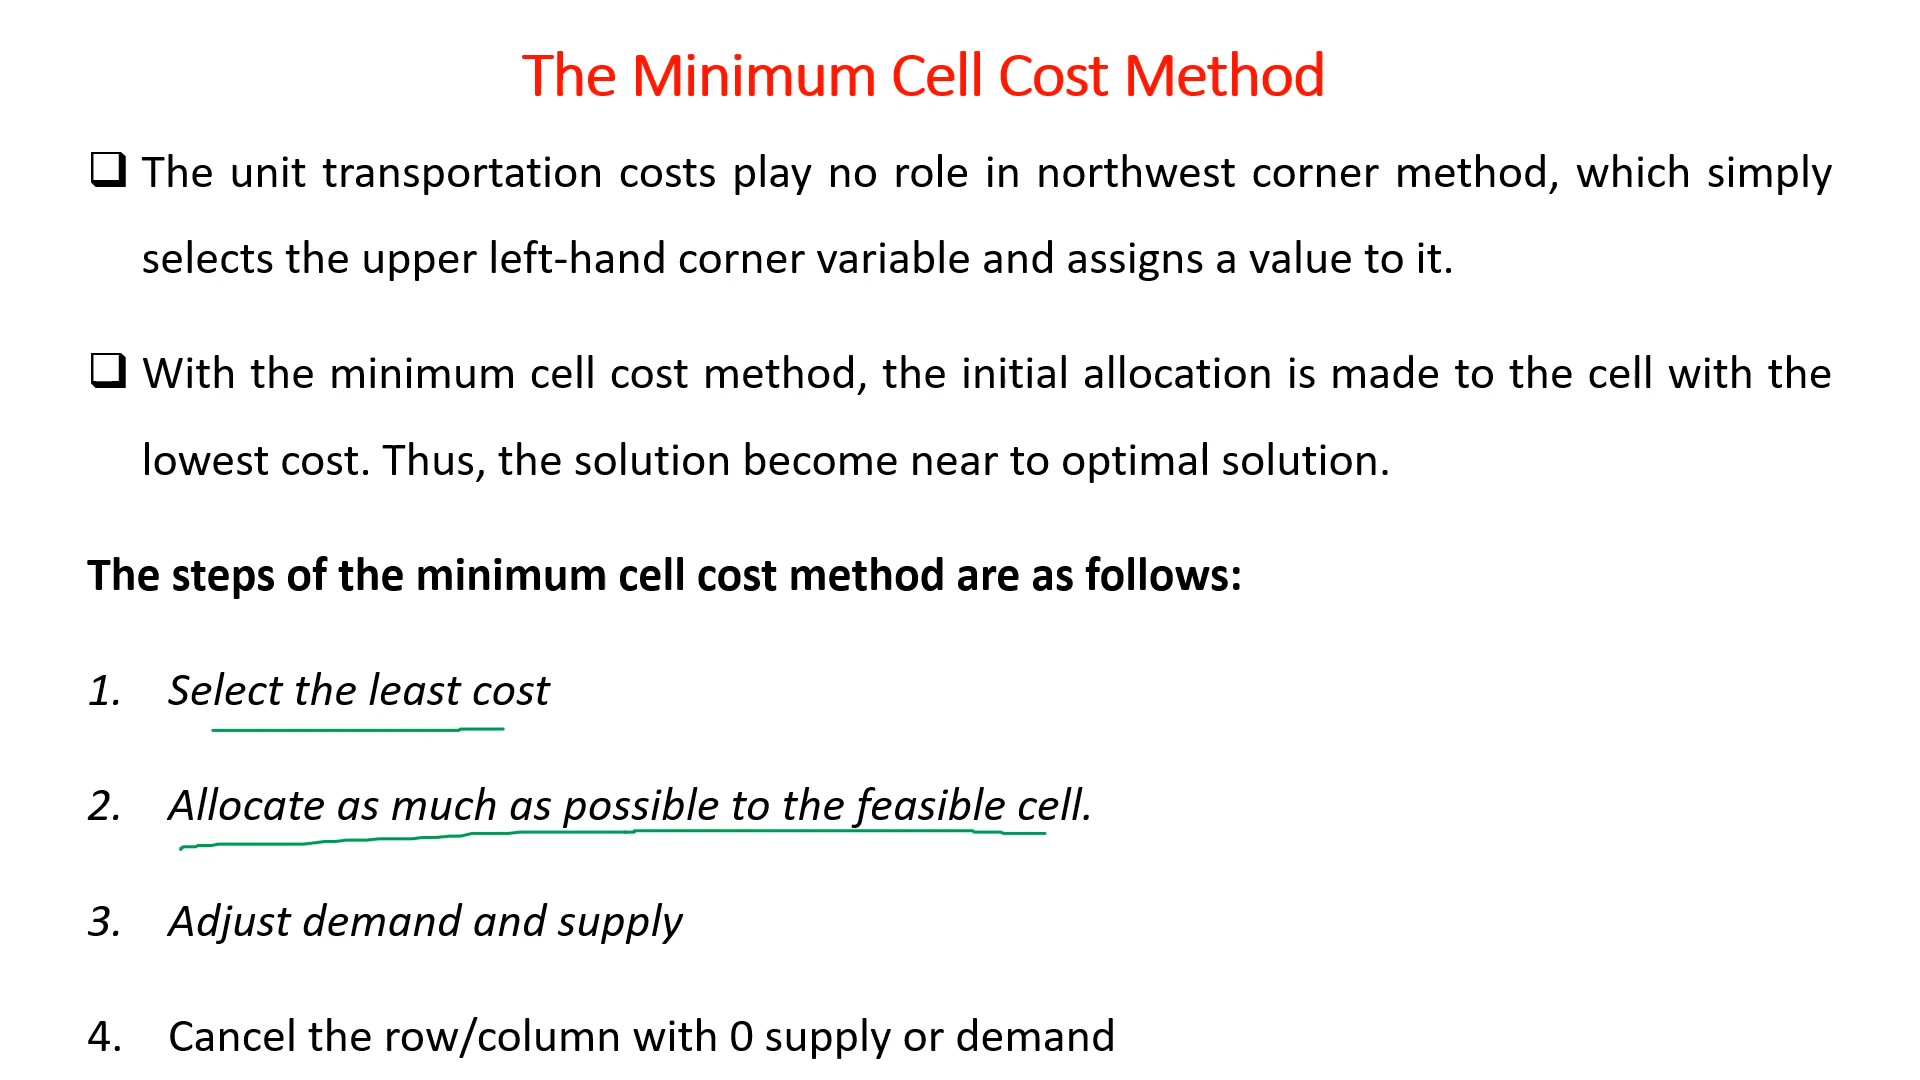 The Minimum Cell Cost Method
The unit transportation costs play no role in northwest corner method, which simply
selects the upper left-hand corner variable and assigns a value to it.
With the minimum cell cost method, the initial allocation is made to the cell with the
lowest cost. Thus, the solution become near to optimal solution.
The steps of the minimum cell cost method are as follows:
1. Select the least cost
2. Allocate as much as possible to the feasible cell.
3. Adjust demand and supply
4. Cancel the row/column with 0 supply or demand